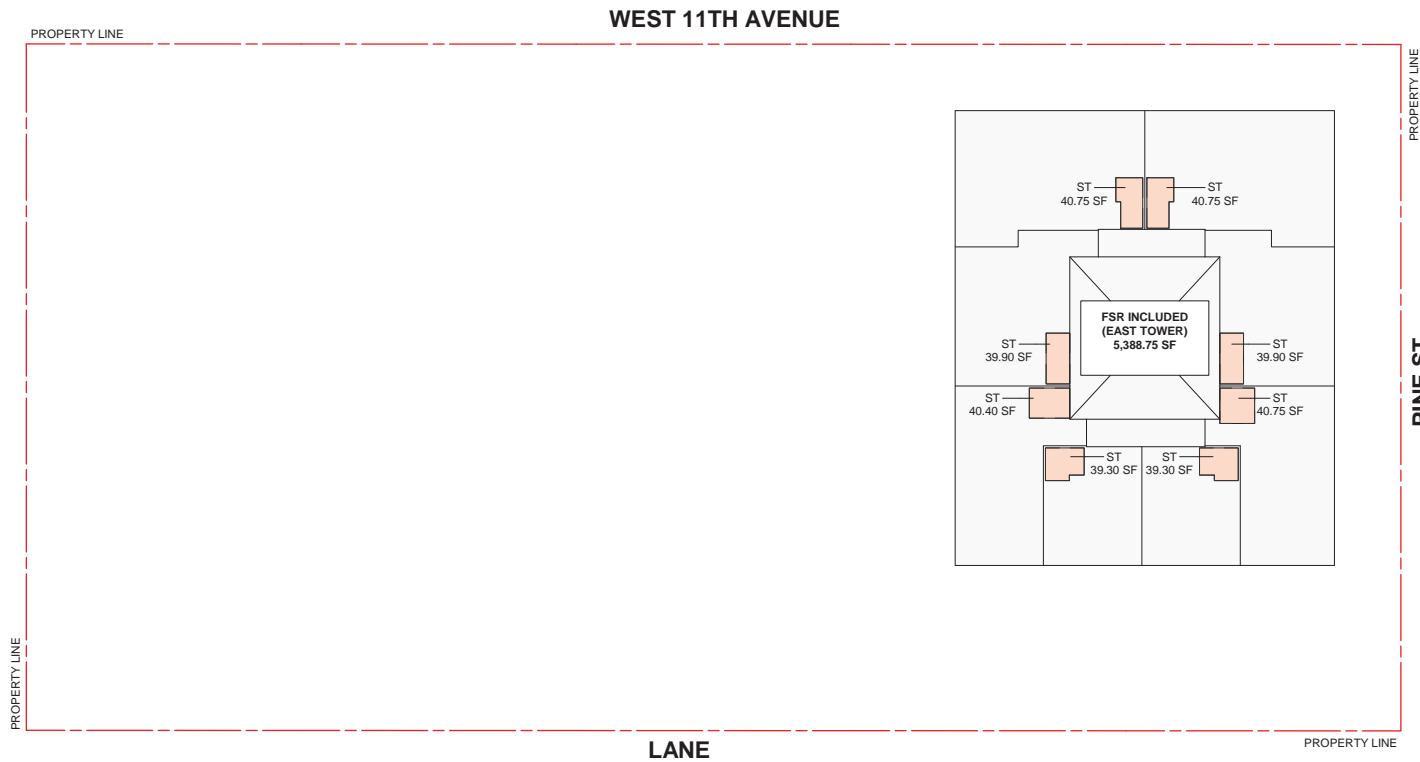 WEST 11TH AVENUE
PROPERTY LINE
PROPERTY LINE
ST
40.75 SF
ST
40.75 SF
FSR INCLUDED
(EAST TOWER)
5,388.75 SF
ST
39.90 SF
ST
39.90 SF
ST
40.40 SF
ST
40.75 SF
ST
39.30 SF
ST
39.30 SF
PINE ST
PROPERTY LINE
LANE
PROPERTY LINE